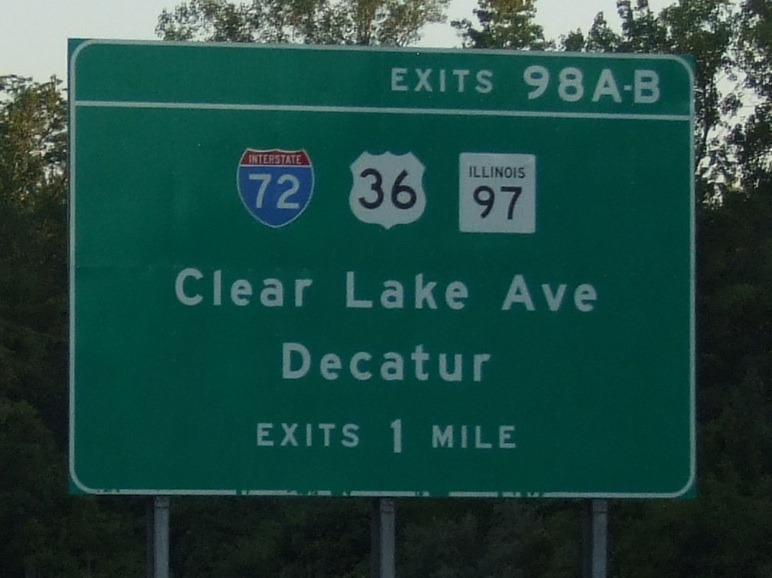 EXITS 98A-B
INTERSTATE 72 36 ILLINOIS 97
Clear Lake Ave
Decatur
EXITS 1 MILE